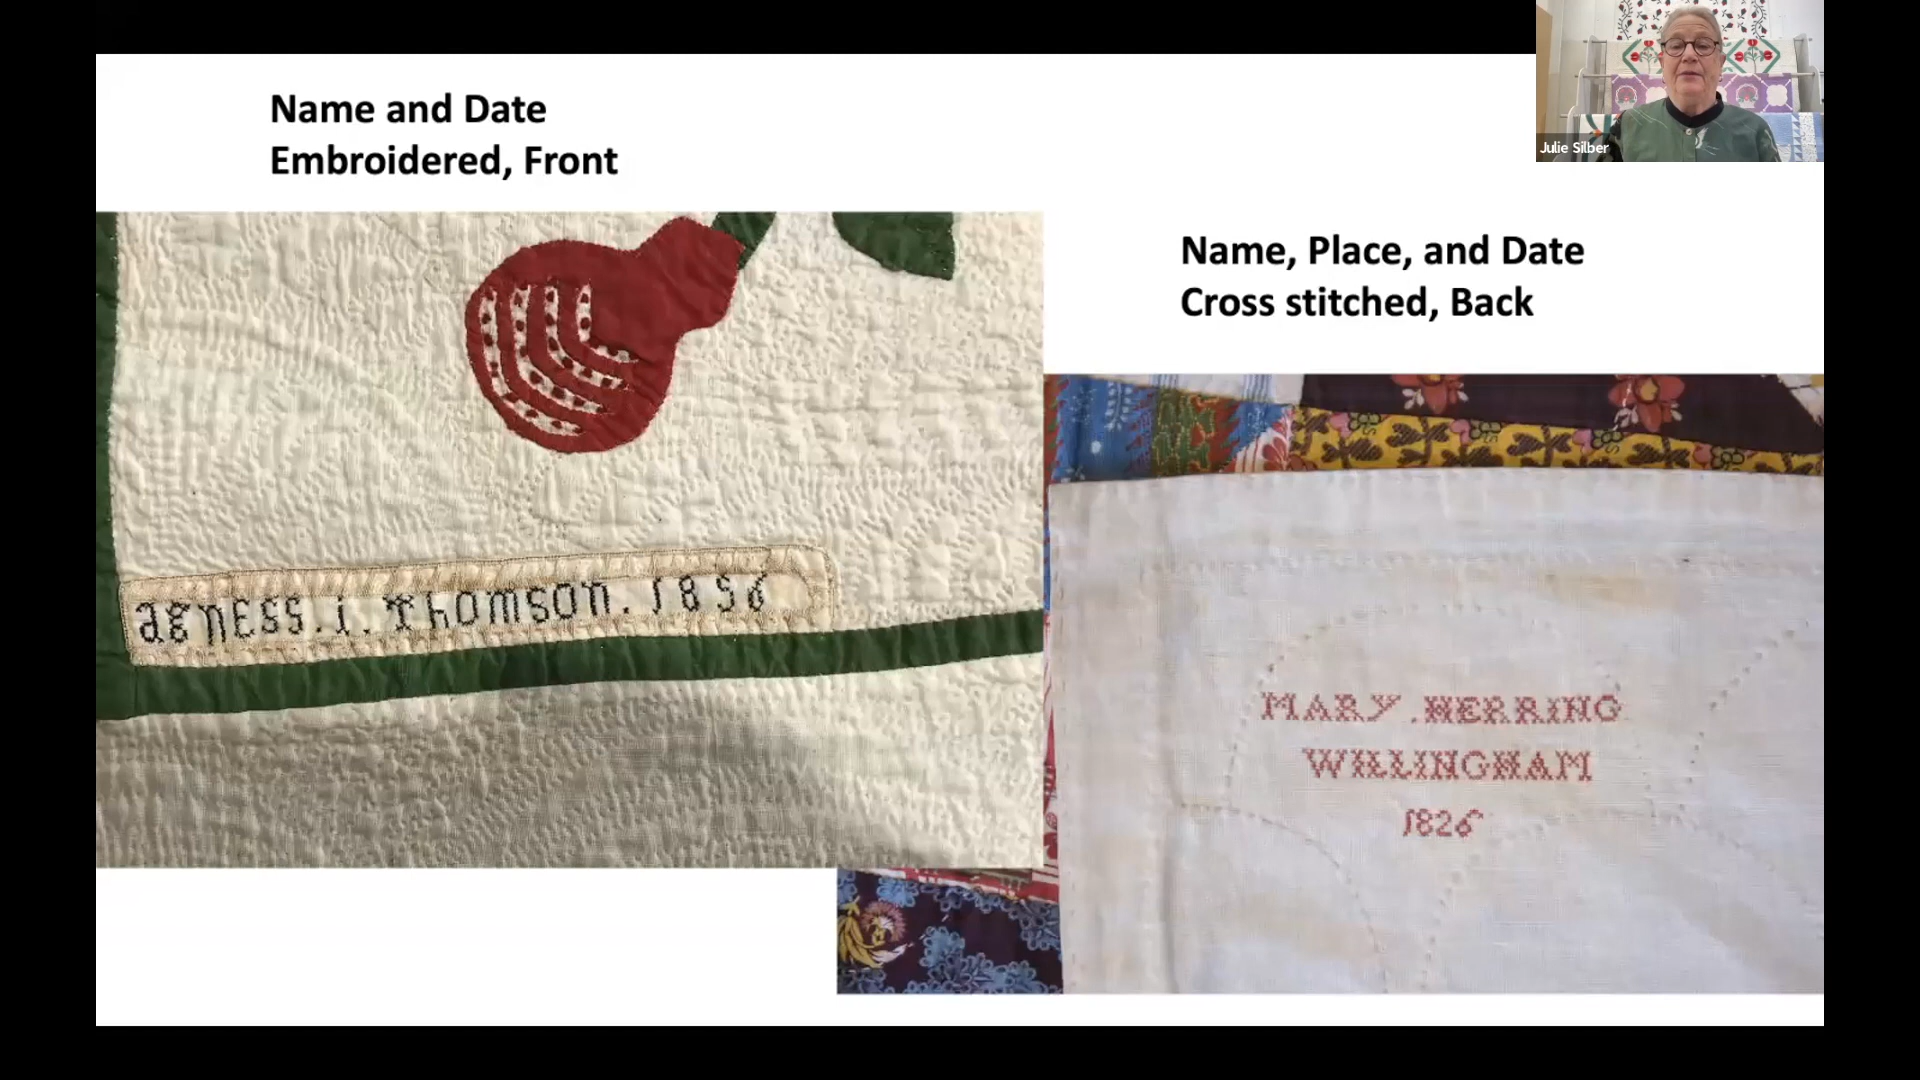 Name and Date
Embroidered, Front
Julie Silber
Name, Place, and Date
Cross stitched, Back
agnEss.i.Thomson.1856
MARY.HERRING
WILLINGHAM
1826